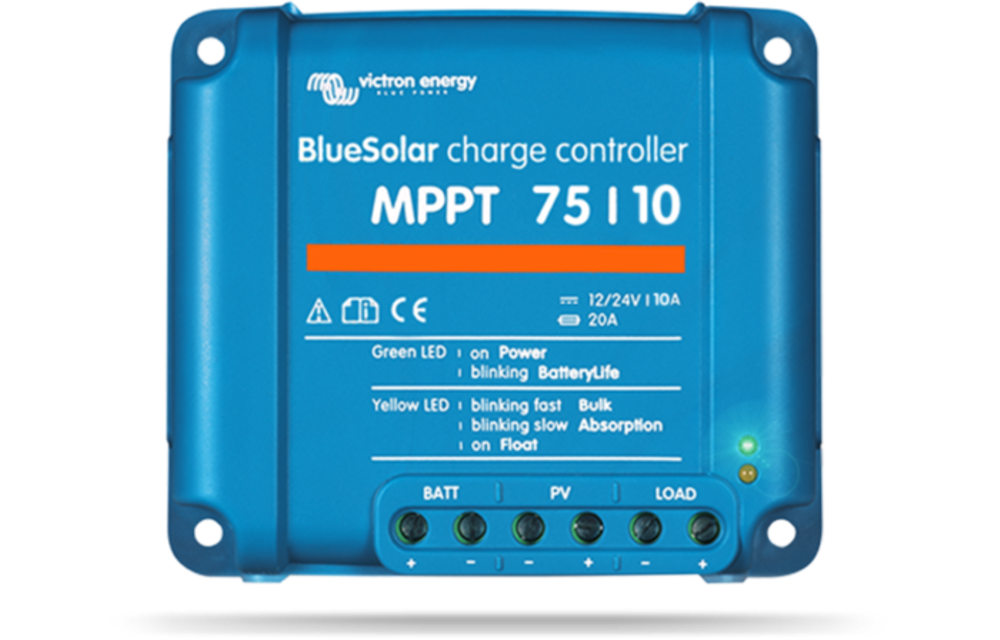 victron energy
BLUE POWER
BlueSolar charge controller
MPPT 75 | 10
CE
12/24V | 10A
20A
Green LED | on Power
| blinking BatteryLife
Yellow LED | blinking fast Bulk
| blinking slow Absorption
| on Float
BATT | PV | LOAD
+ - | - + | - +